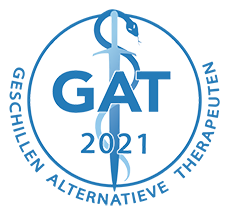 GAT
2021
GESCHILLEN ALTERNATIEVE THERAPEUTEN